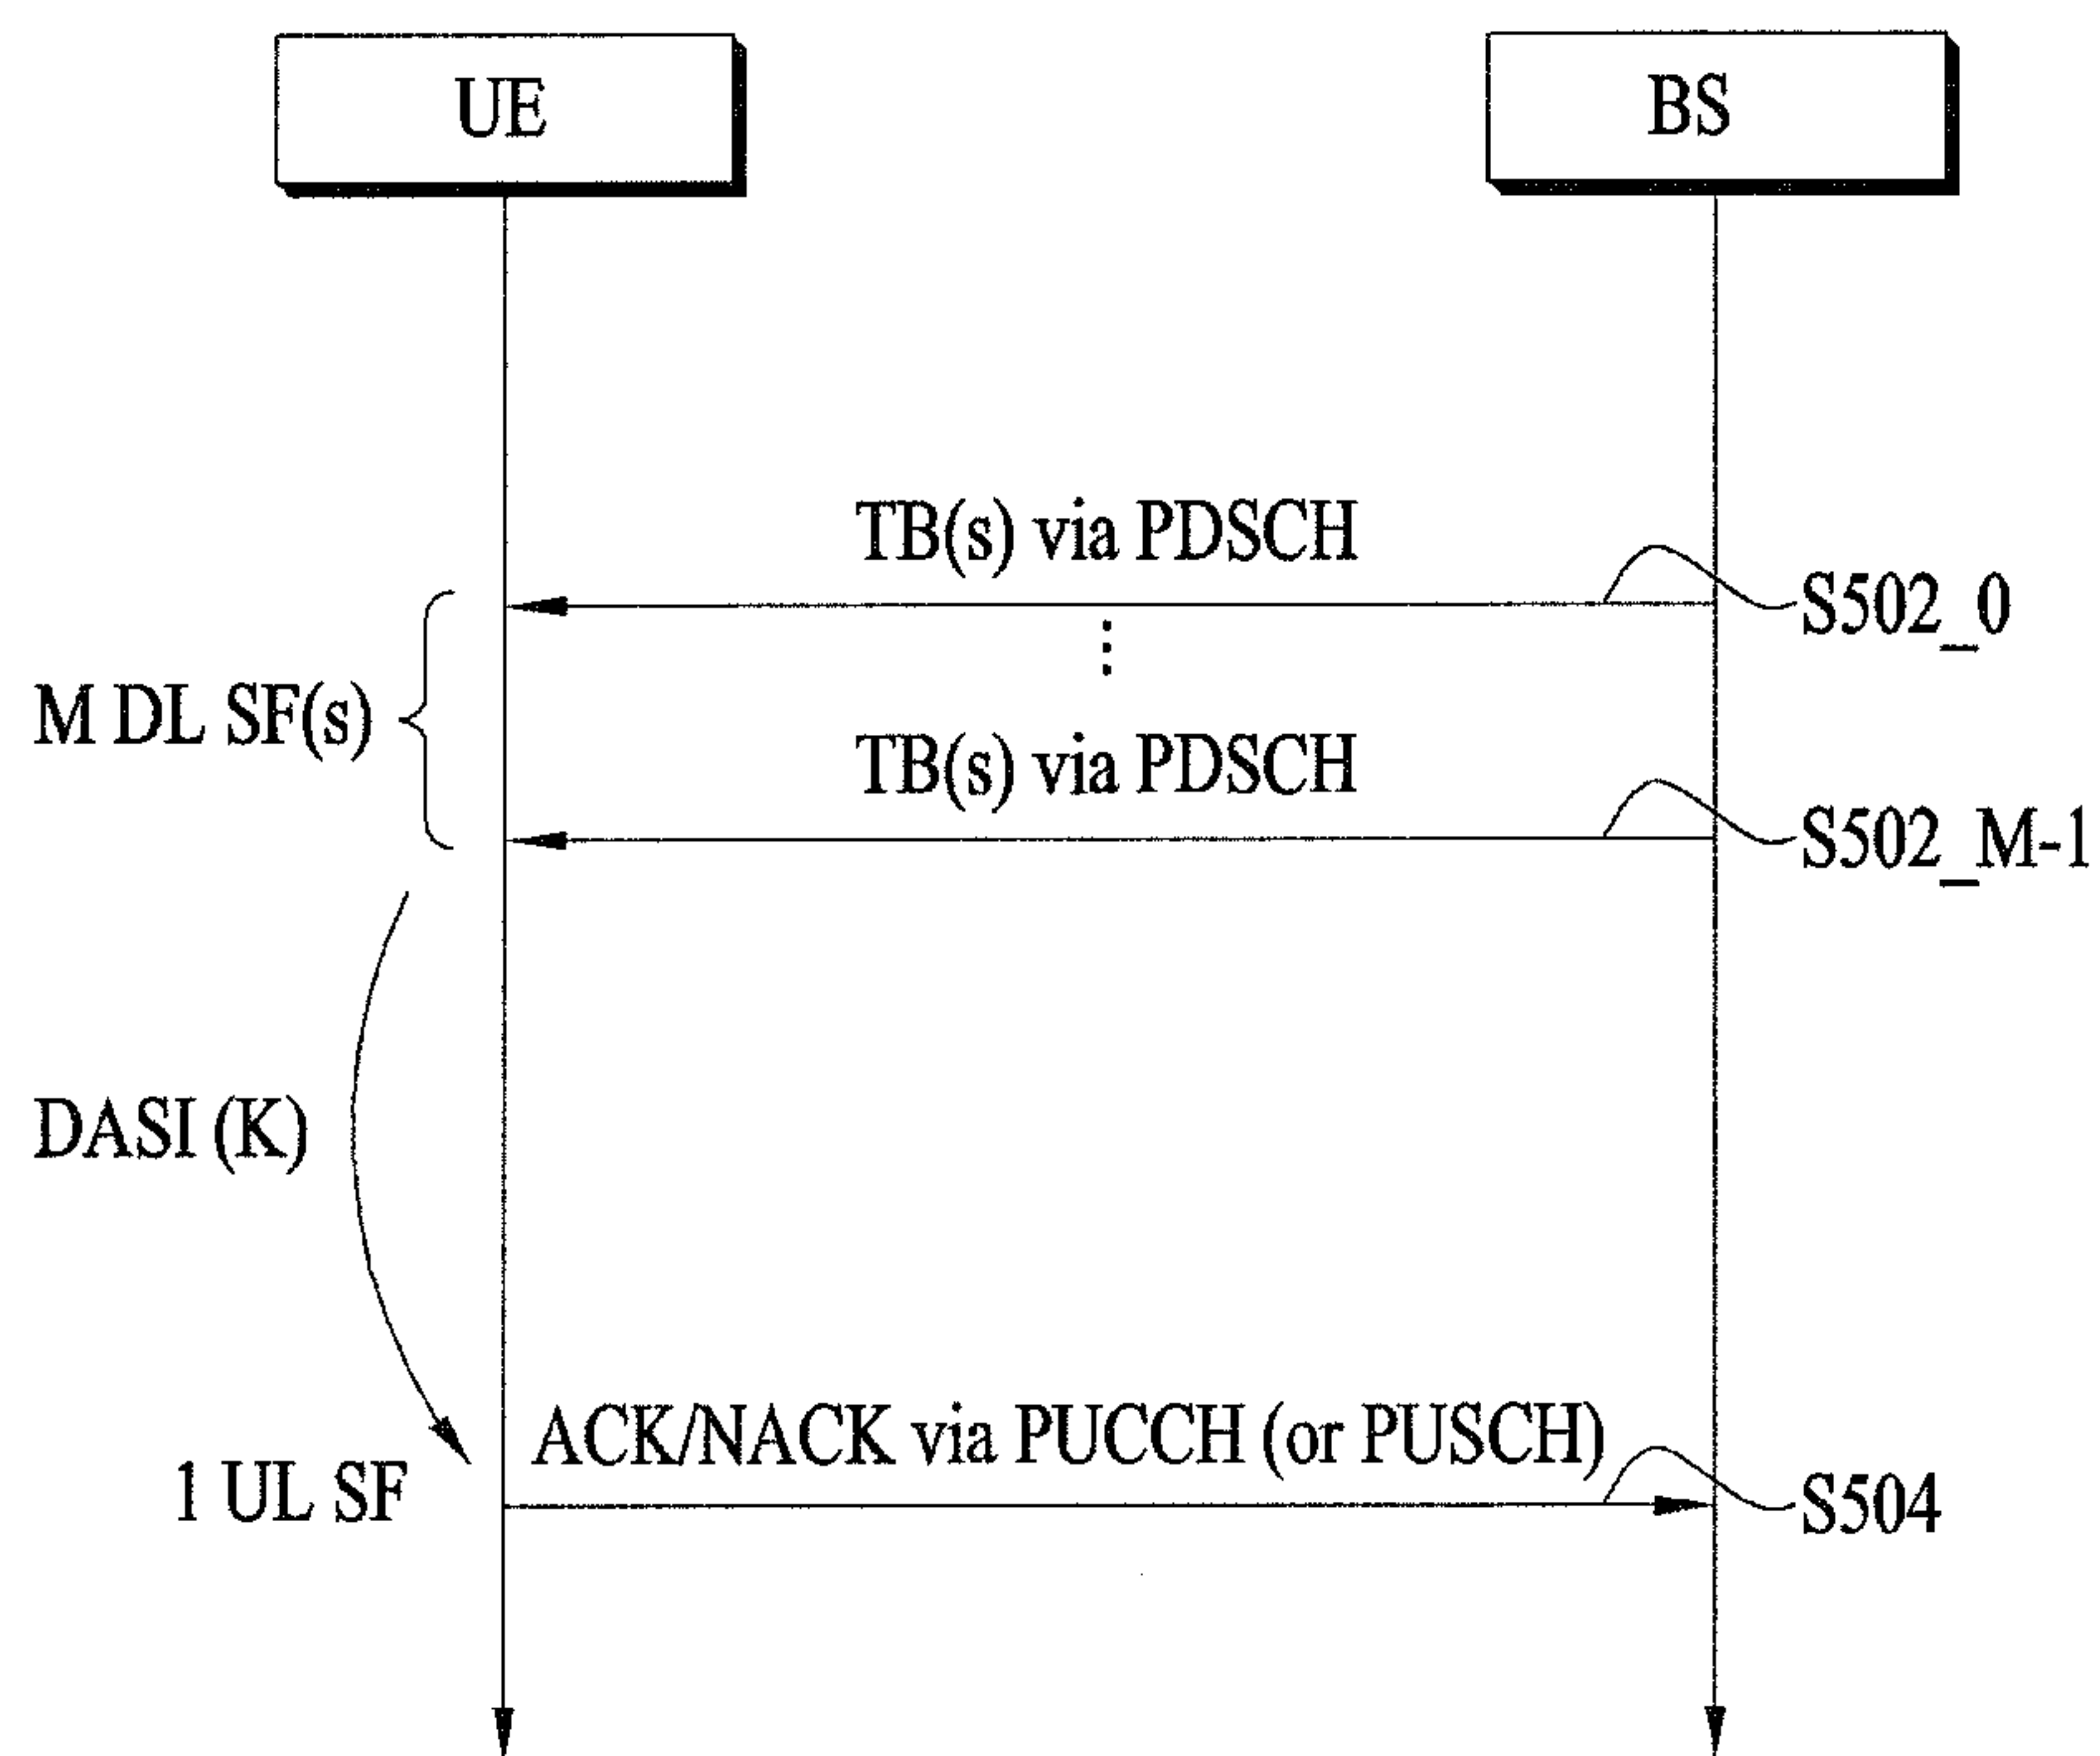 UE
BS
TB(s) via PDSCH
S502_0
M DL SF(s)
TB(s) via PDSCH
S502_M-1
DASI (K)
ACK/NACK via PUCCH (or PUSCH)
1 UL SF
S504